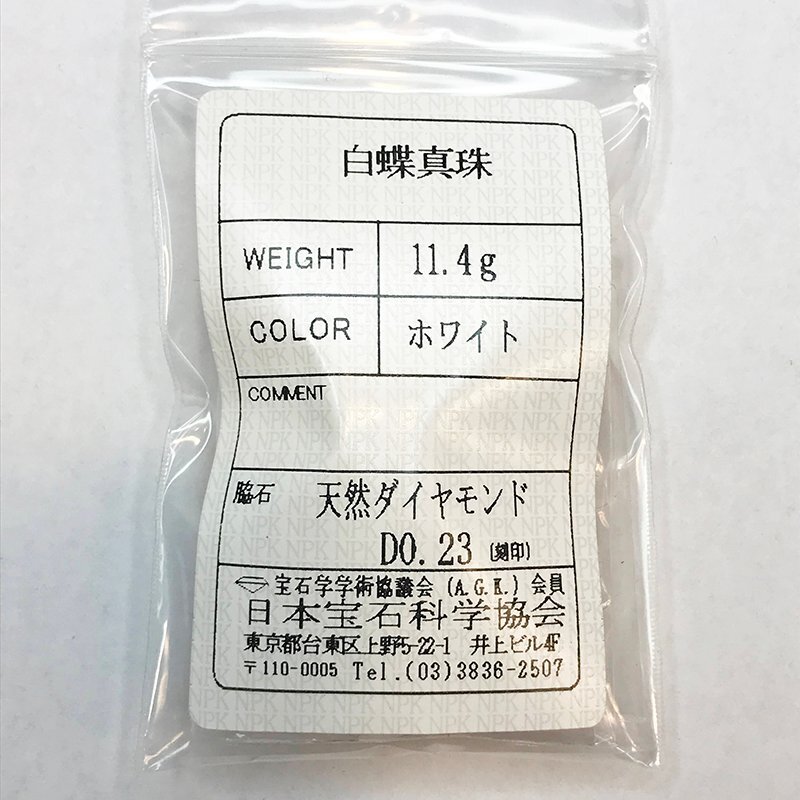 白蝶真珠
WEIGHT 11.4g
COLOR ホワイト
COMMENT
脇石 天然ダイヤモンド
D0.23 (刻印)
宝石学学術協議会 (A.G.K.) 会員
日本宝石科学協会
東京都台東区上野5-22-1 井上ビル4F
〒110-0005 Tel.(03)3836-2507